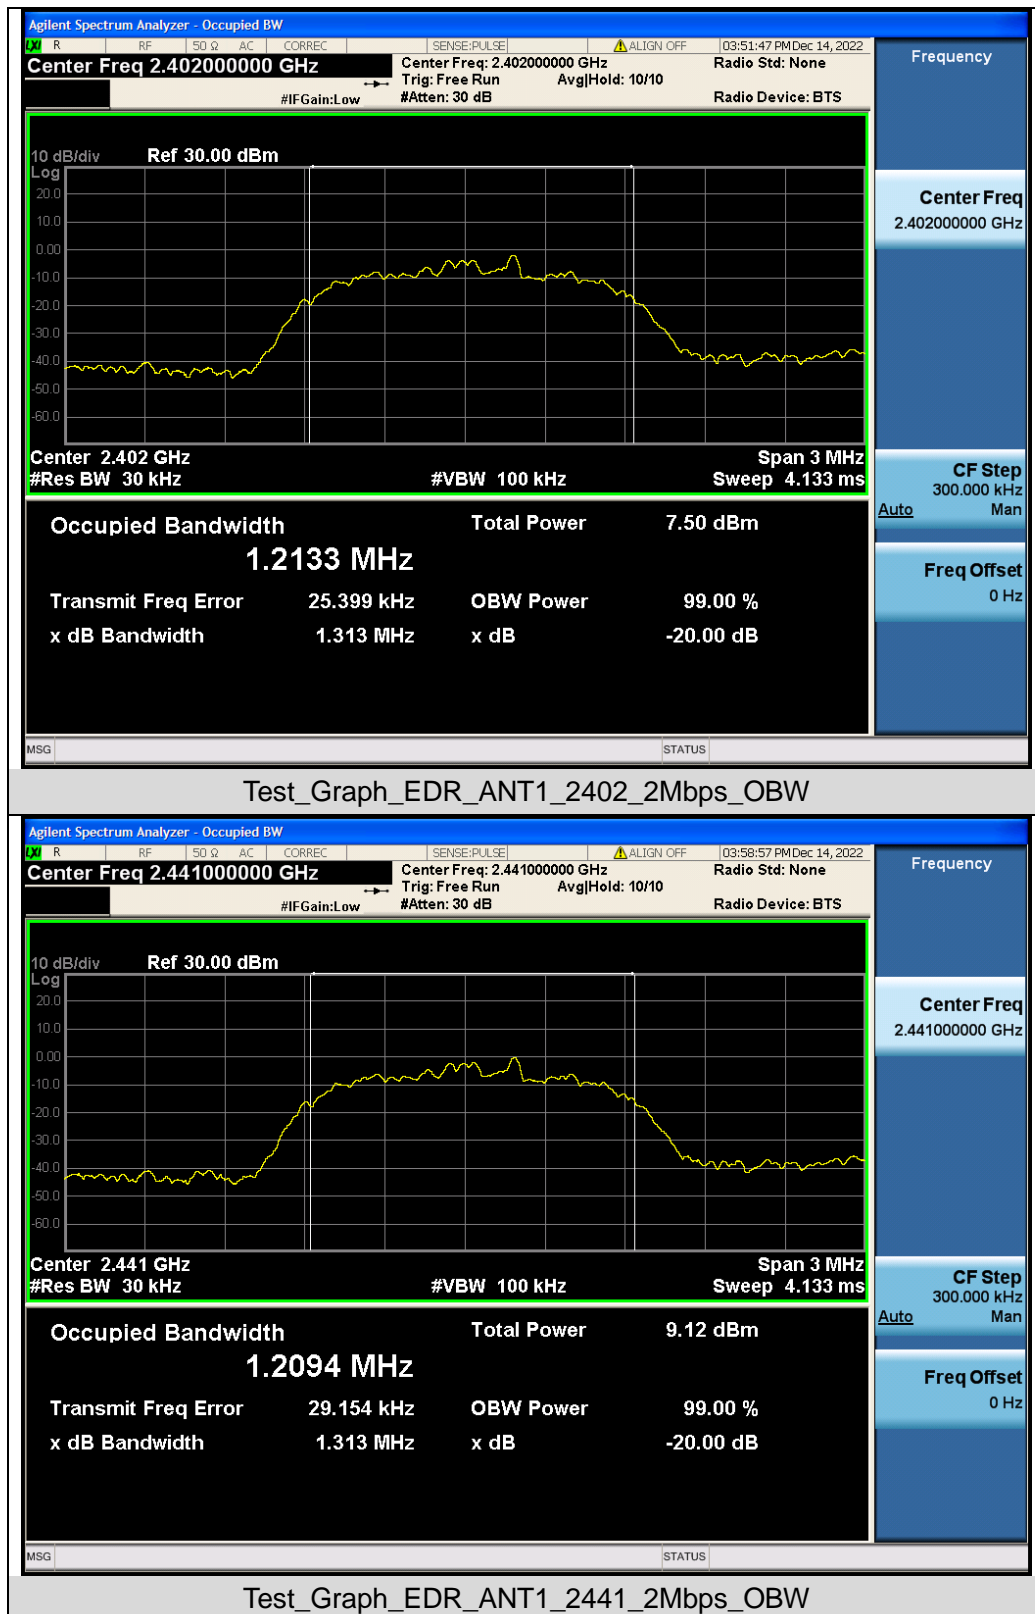 Agilent Spectrum Analyzer - Occupied BW
LXI R RF 50 Ω AC CORREC SENSE:PULSE ALIGN OFF 03:51:47 PM Dec 14, 2022
Center Freq 2.402000000 GHz
Center Freq: 2.402000000 GHz Radio Std: None
Trig: Free Run Avg|Hold: 10/10
#IFGain:Low #Atten: 30 dB Radio Device: BTS
Frequency
10 dB/div Ref 30.00 dBm
Log
20.0
10.0
0.00
-10.0
-20.0
-30.0
-40.0
-50.0
-60.0
Center 2.402 GHz Span 3 MHz
#Res BW 30 kHz #VBW 100 kHz Sweep 4.133 ms
Center Freq
2.402000000 GHz
CF Step
300.000 kHz
Auto Man
Freq Offset
0 Hz
Occupied Bandwidth Total Power 7.50 dBm
1.2133 MHz
Transmit Freq Error 25.399 kHz OBW Power 99.00 %
x dB Bandwidth 1.313 MHz x dB -20.00 dB
MSG STATUS
Test_Graph_EDR_ANT1_2402_2Mbps_OBW
Agilent Spectrum Analyzer - Occupied BW
LXI R RF 50 Ω AC CORREC SENSE:PULSE ALIGN OFF 03:58:57 PM Dec 14, 2022
Center Freq 2.441000000 GHz
Center Freq: 2.441000000 GHz Radio Std: None
Trig: Free Run Avg|Hold: 10/10
#IFGain:Low #Atten: 30 dB Radio Device: BTS
Frequency
10 dB/div Ref 30.00 dBm
Log
20.0
10.0
0.00
-10.0
-20.0
-30.0
-40.0
-50.0
-60.0
Center 2.441 GHz Span 3 MHz
#Res BW 30 kHz #VBW 100 kHz Sweep 4.133 ms
Center Freq
2.441000000 GHz
CF Step
300.000 kHz
Auto Man
Freq Offset
0 Hz
Occupied Bandwidth Total Power 9.12 dBm
1.2094 MHz
Transmit Freq Error 29.154 kHz OBW Power 99.00 %
x dB Bandwidth 1.313 MHz x dB -20.00 dB
MSG STATUS
Test_Graph_EDR_ANT1_2441_2Mbps_OBW